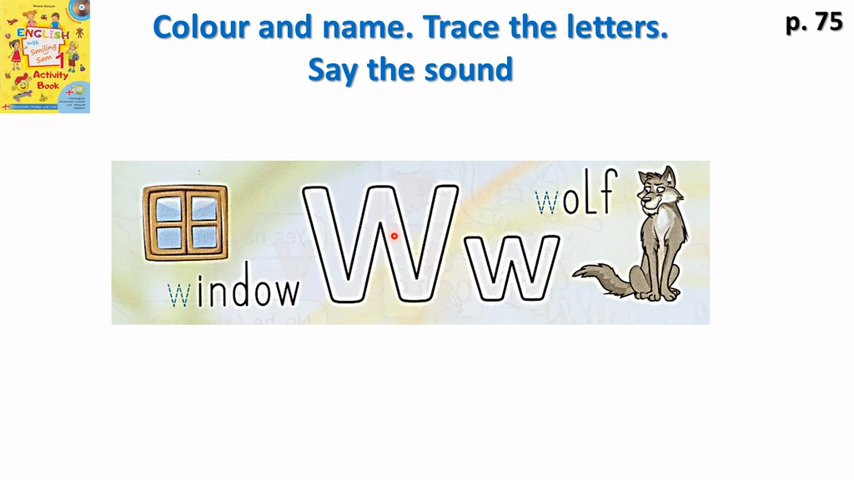 Colour and name. Trace the letters.
Say the sound
p. 75
ENGLISH
with
Smiling
Sam 1
Activity
Book
W w
window
wolf